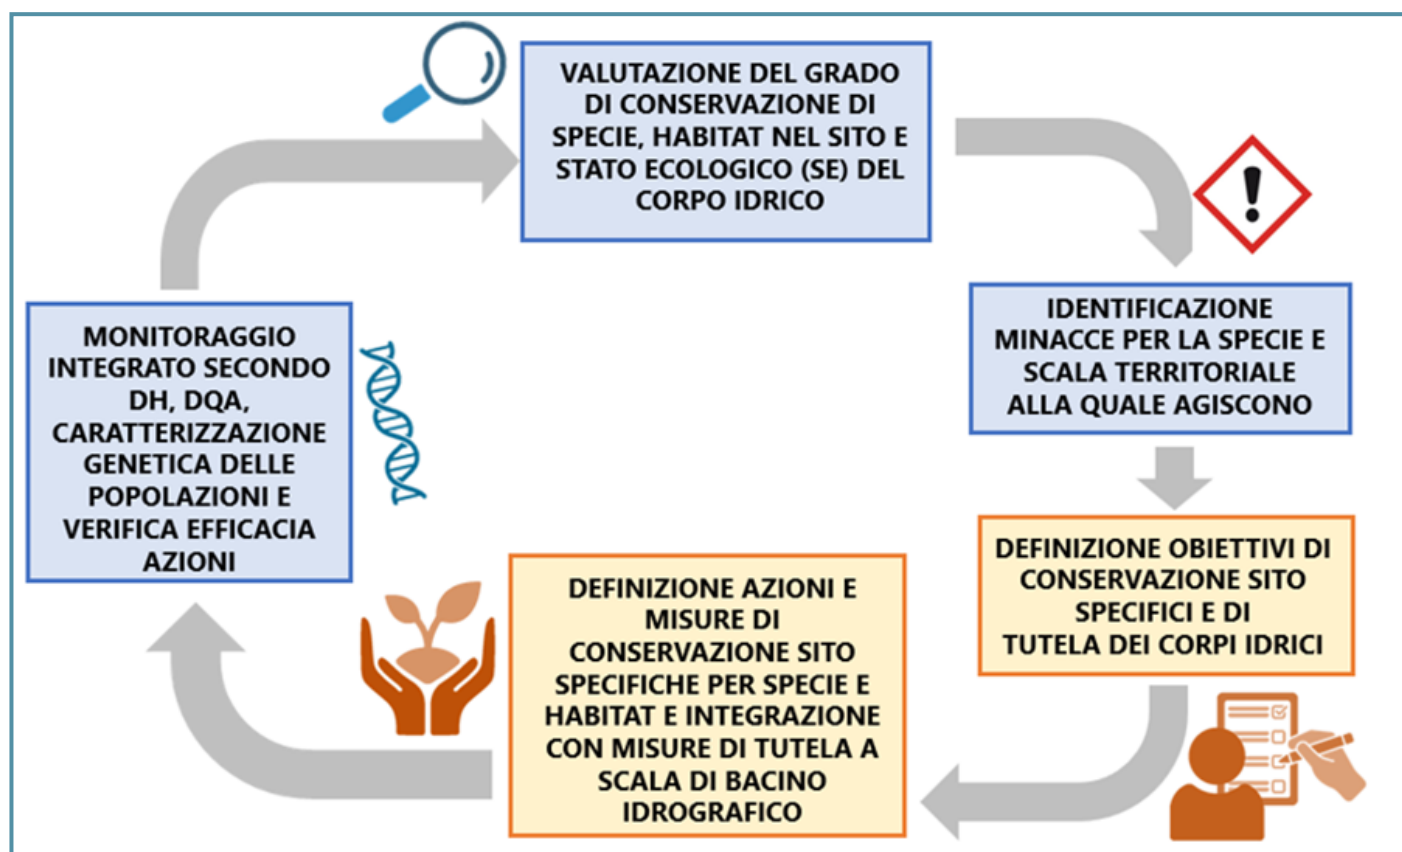 VALUTAZIONE DEL GRADO
DI CONSERVAZIONE DI
SPECIE, HABITAT NEL SITO E
STATO ECOLOGICO (SE) DEL
CORPO IDRICO
IDENTIFICAZIONE
MINACCE PER LA SPECIE E
SCALA TERRITORIALE
ALLA QUALE AGISCONO
DEFINIZIONE OBIETTIVI DI
CONSERVAZIONE SITO
SPECIFICI E DI
TUTELA DEI CORPI IDRICI
DEFINIZIONE AZIONI E
MISURE DI
CONSERVAZIONE SITO
SPECIFICHE PER SPECIE E
HABITAT E INTEGRAZIONE
CON MISURE DI TUTELA A
SCALA DI BACINO
IDROGRAFICO
MONITORAGGIO
INTEGRATO SECONDO
DH, DQA,
CARATTERIZZAZIONE
GENETICA DELLE
POPOLAZIONI E
VERIFICA EFFICACIA
AZIONI